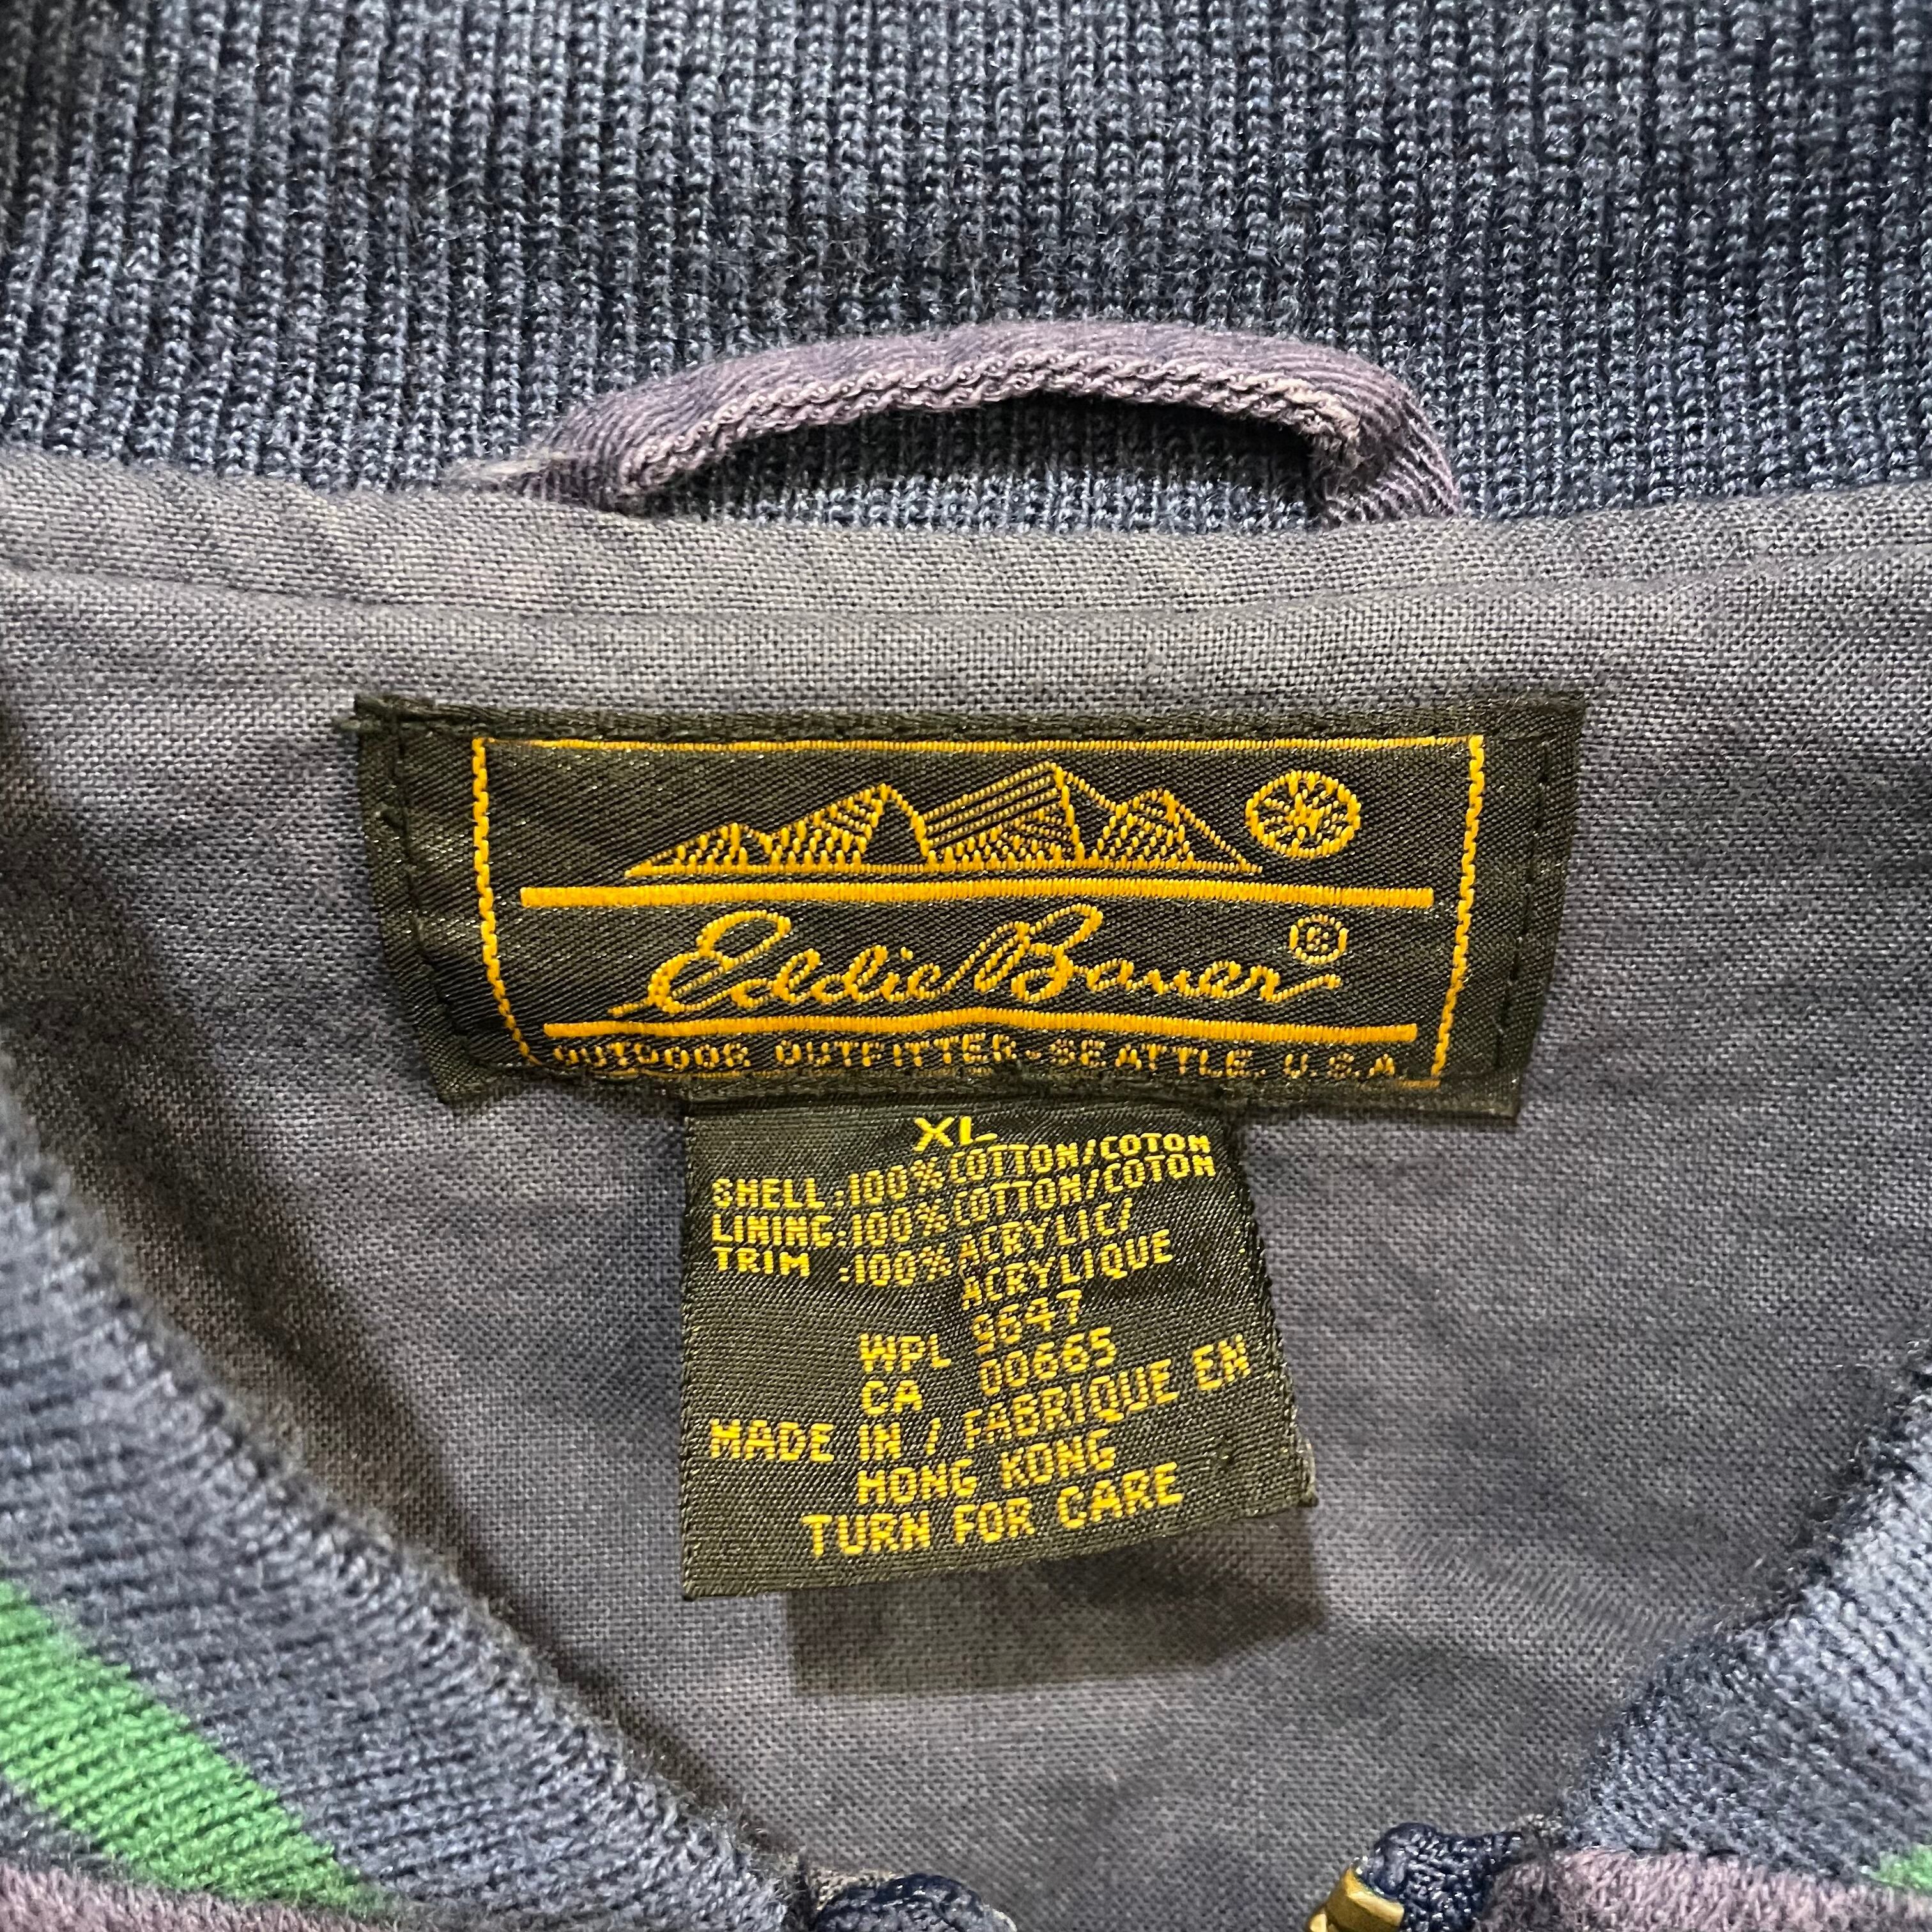 Eddie Bauer®
OUTDOOR OUTFITTER-SEATTLE, U.S.A
XL
SHELL:100% COTTON/COTON
LINING:100% COTTON/COTON
TRIM :100% ACRYLIC/
ACRYLIQUE
WPL 9647
CA 00665
MADE IN / FABRIQUE EN
HONG KONG
TURN FOR CARE